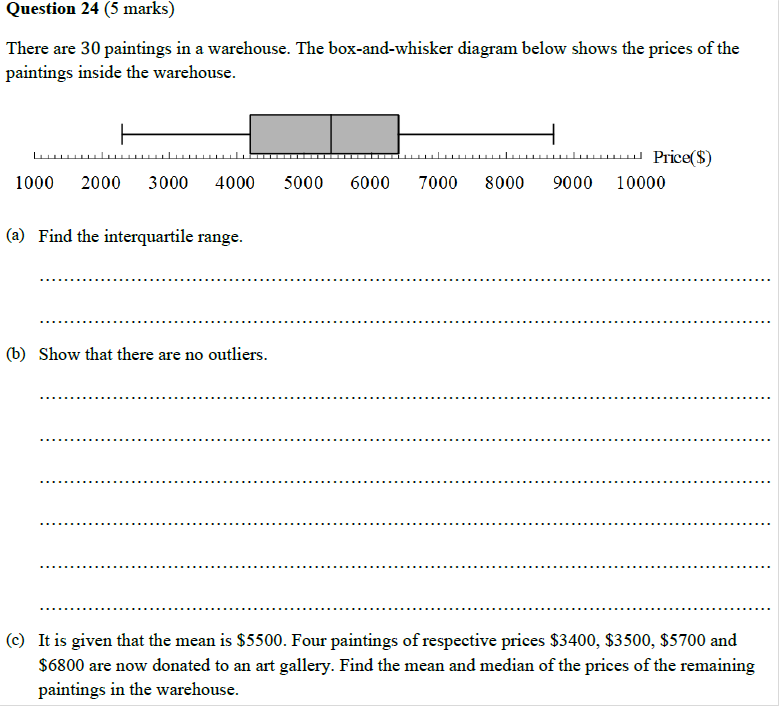 Question 24 (5 marks)
There are 30 paintings in a warehouse. The box-and-whisker diagram below shows the prices of the
paintings inside the warehouse.
Price($)
1000 2000 3000 4000 5000 6000 7000 8000 9000 10000
(a) Find the interquartile range.
(b) Show that there are no outliers.
(c) It is given that the mean is $5500. Four paintings of respective prices $3400, $3500, $5700 and
$6800 are now donated to an art gallery. Find the mean and median of the prices of the remaining
paintings in the warehouse.